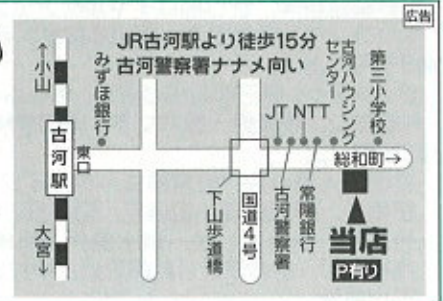 広告
JR古河駅より徒歩15分
古河警察署ナナメ向い
↑小山
みずほ銀行
古河駅
東口
大宮↓
下山歩道橋
国道4号
JT
NTT
古河ハウジング
センター
第三小学校
総和町→
古河警察署
常陽銀行
当店
P有り